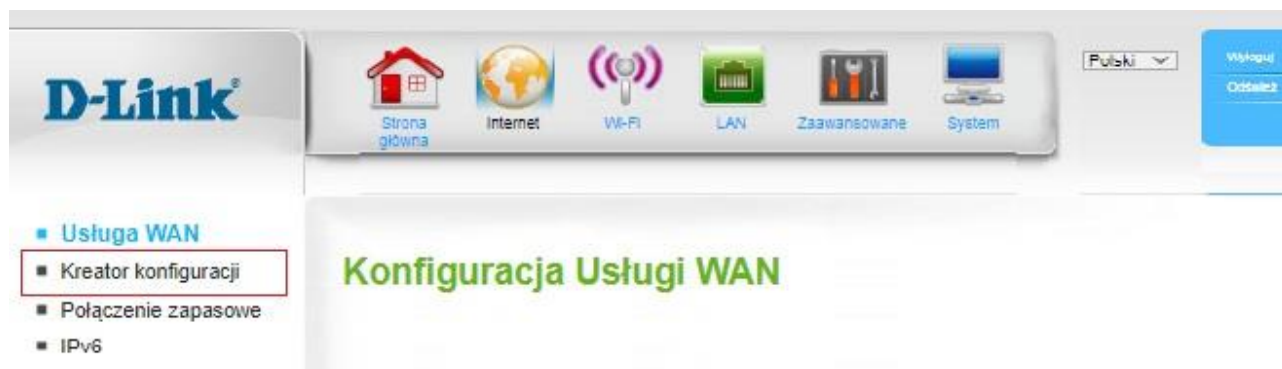 D-Link
Strona główna
Internet
Wi-Fi
LAN
Zaawansowane
System
Polski
Wyloguj
Odśwież
Usługa WAN
Kreator konfiguracji
Połączenie zapasowe
IPv6
Konfiguracja Usługi WAN